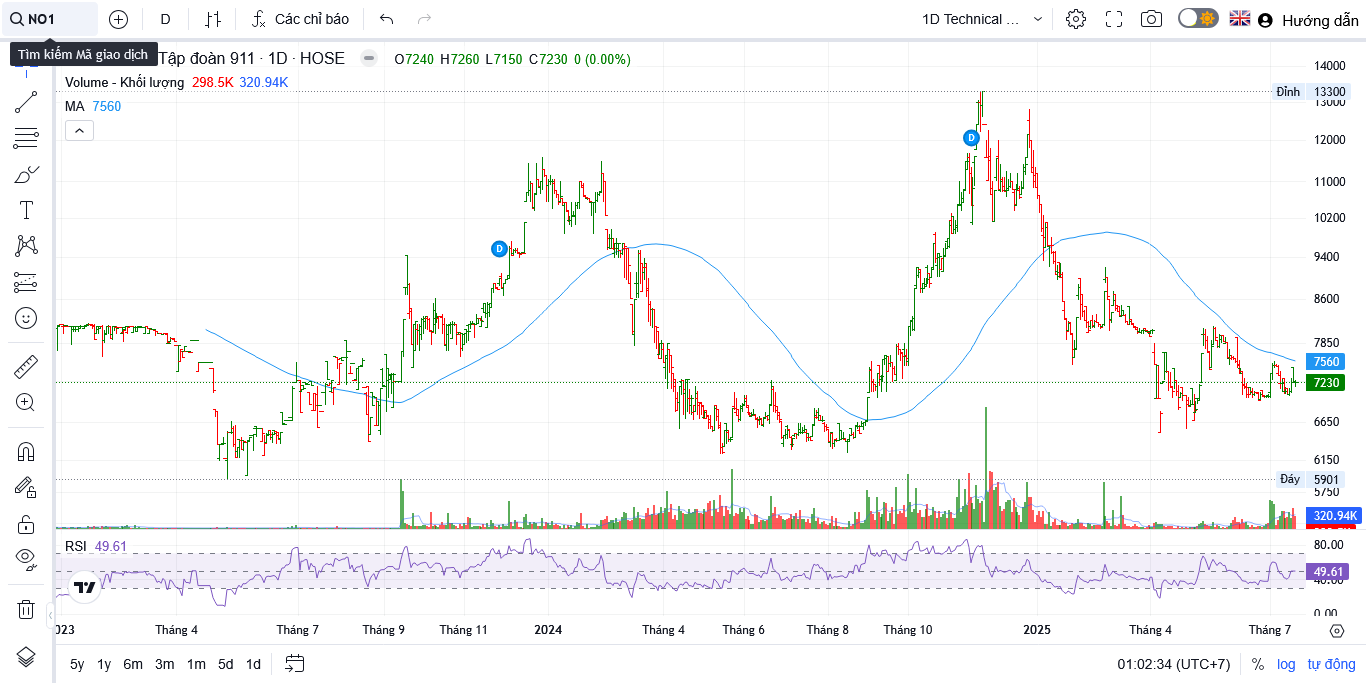 NO1 D Các chỉ báo 1D Technical ... Hướng dẫn
Tìm kiếm Mã giao dịch
Tập đoàn 911 · 1D · HOSE O7240 H7260 L7150 C7230 0 (0.00%)
Volume - Khối lượng 298.5K 320.94K
MA 7560
14000
Đỉnh 13300
13000
D
12000
11000
10200
D
9400
8600
7850
7560
7230
6650
6150
Đáy 5901
5750
320.94K
RSI 49.61
80.00
49.61
40.00
0.00
023 Tháng 4 Tháng 7 Tháng 9 Tháng 11 2024 Tháng 4 Tháng 6 Tháng 8 Tháng 10 2025 Tháng 4 Tháng 7
5y 1y 6m 3m 1m 5d 1d 01:02:34 (UTC+7) % log tự động